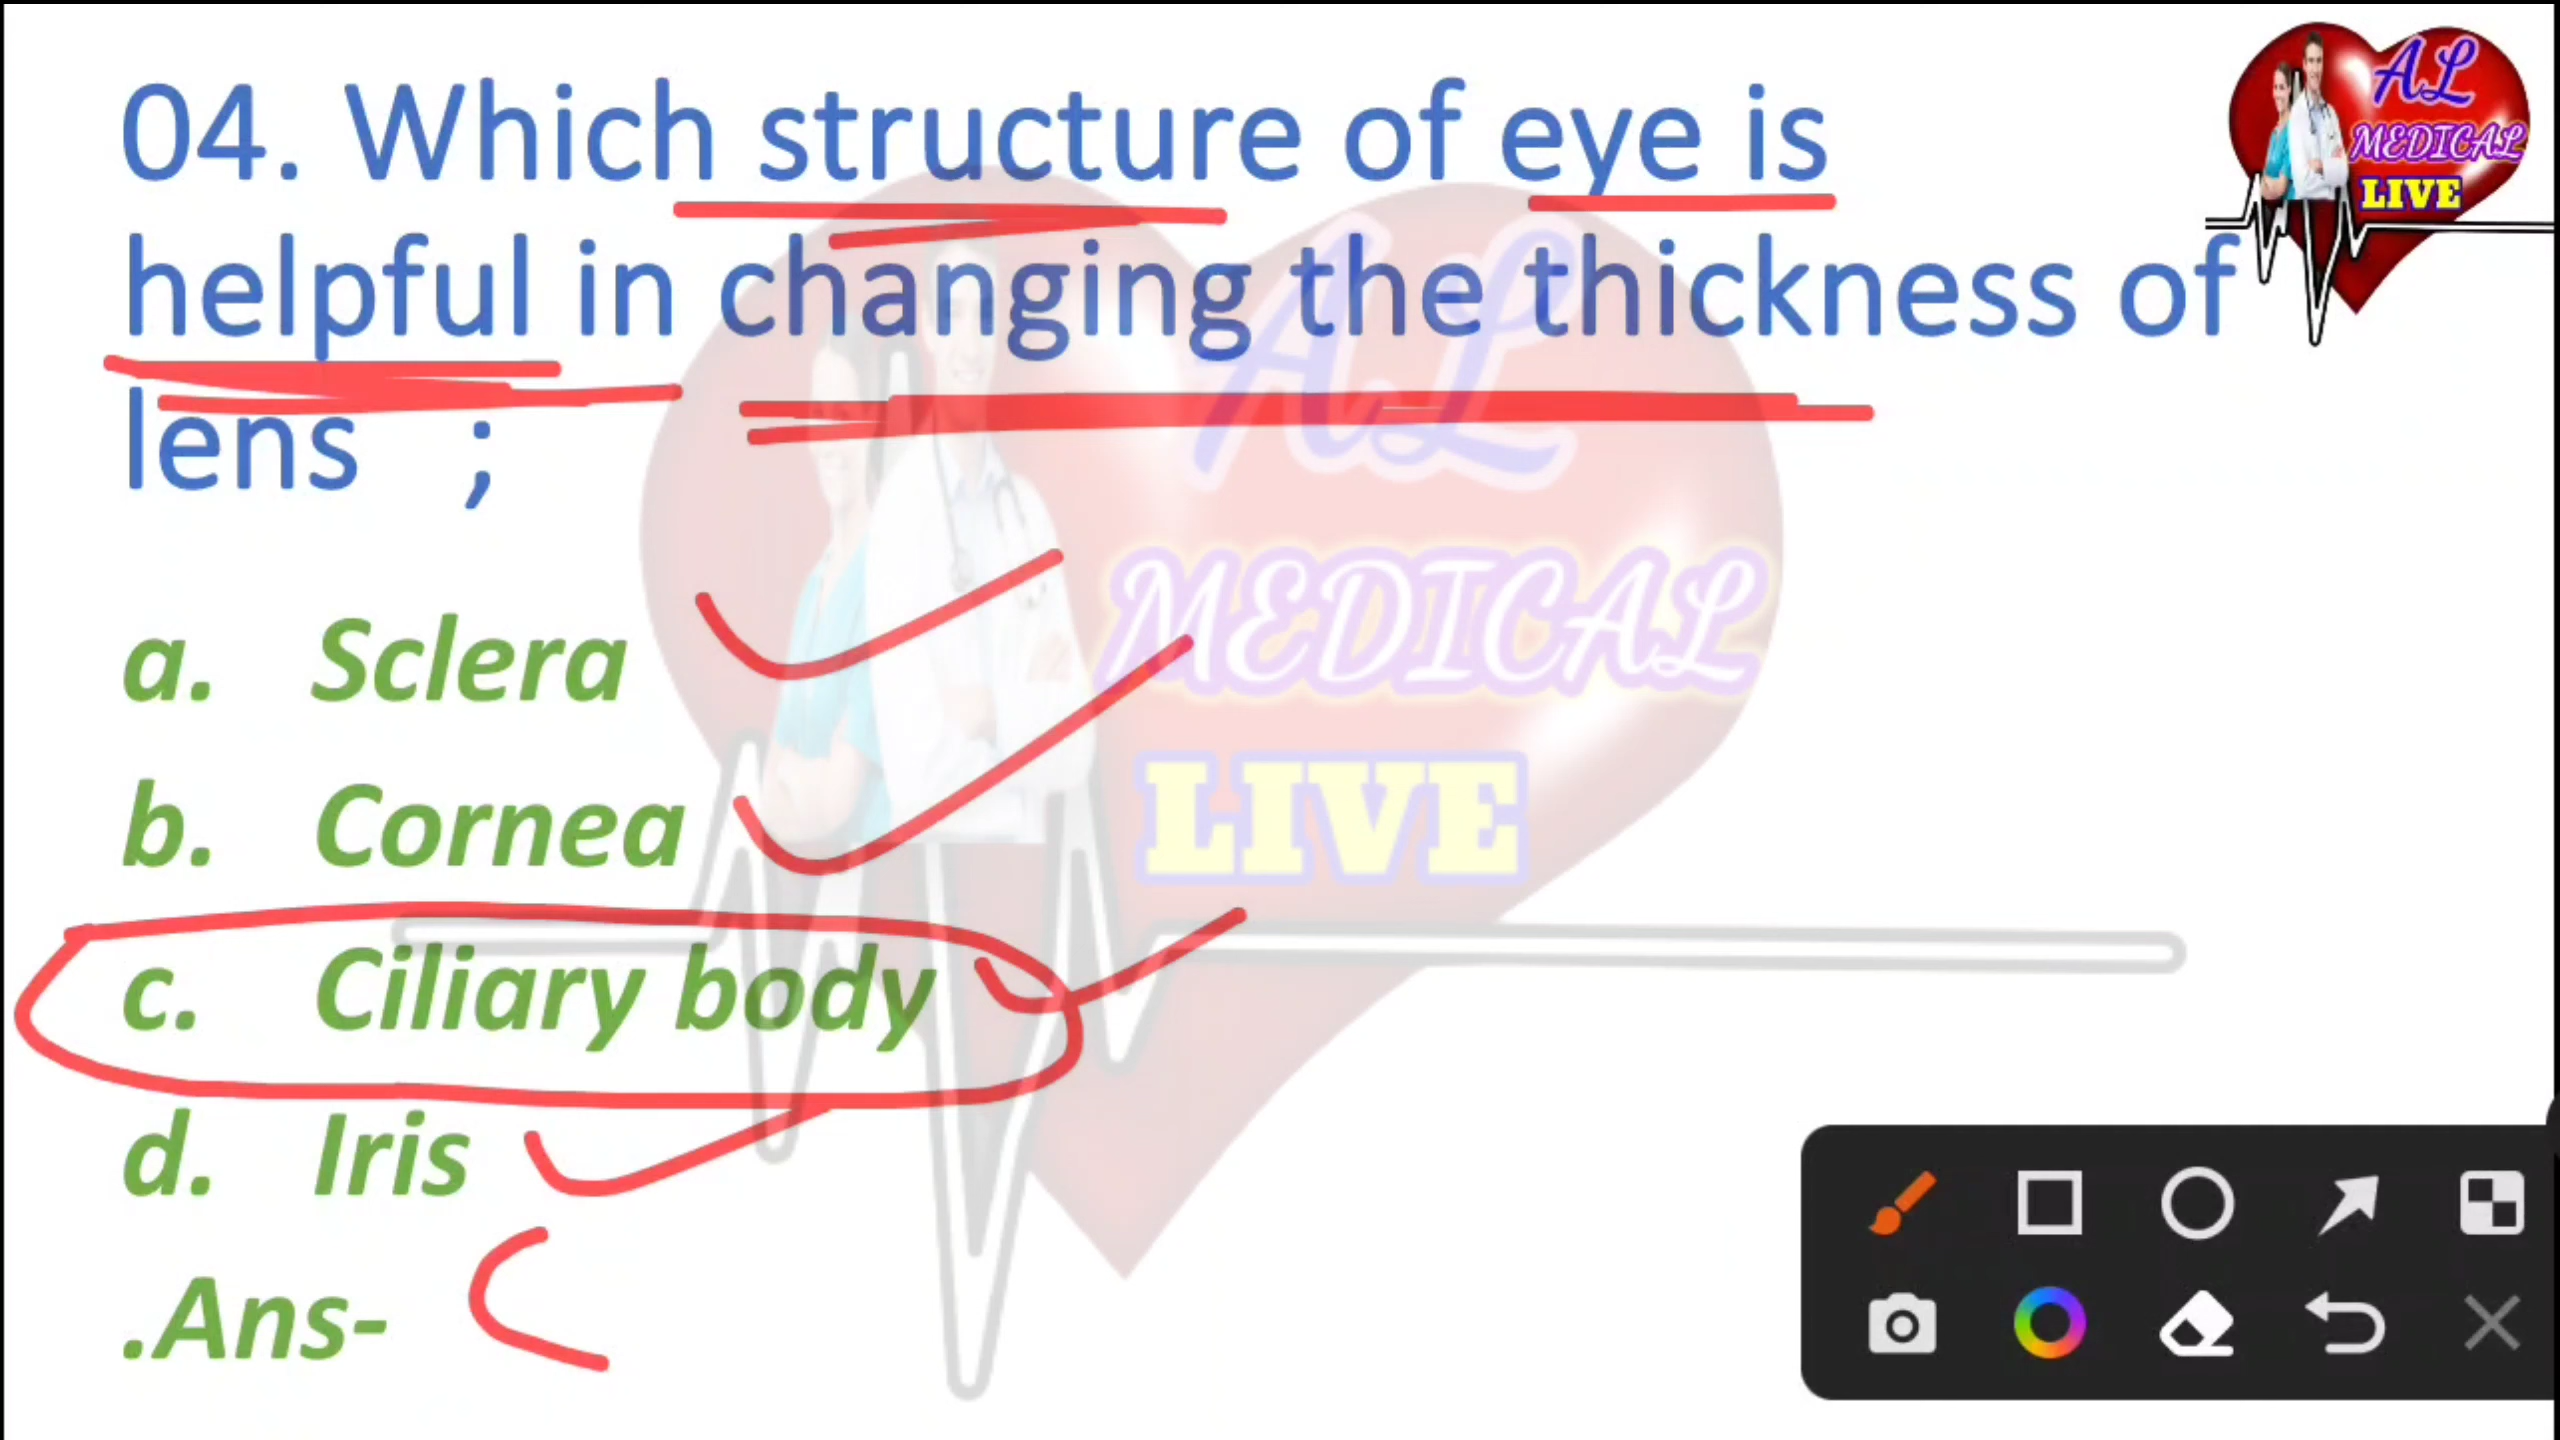 04. Which structure of eye is
helpful in changing the thickness of
lens ;
a. Sclera
b. Cornea
c. Ciliary body
d. Iris
.Ans- C
AL
MEDICAL
LIVE
AL
MEDICAL
LIVE